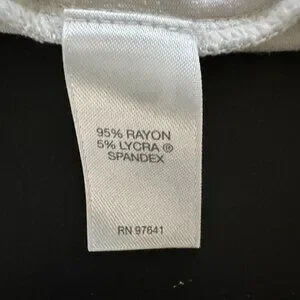 95% RAYON
5% LYCRA ®
SPANDEX
RN 97641